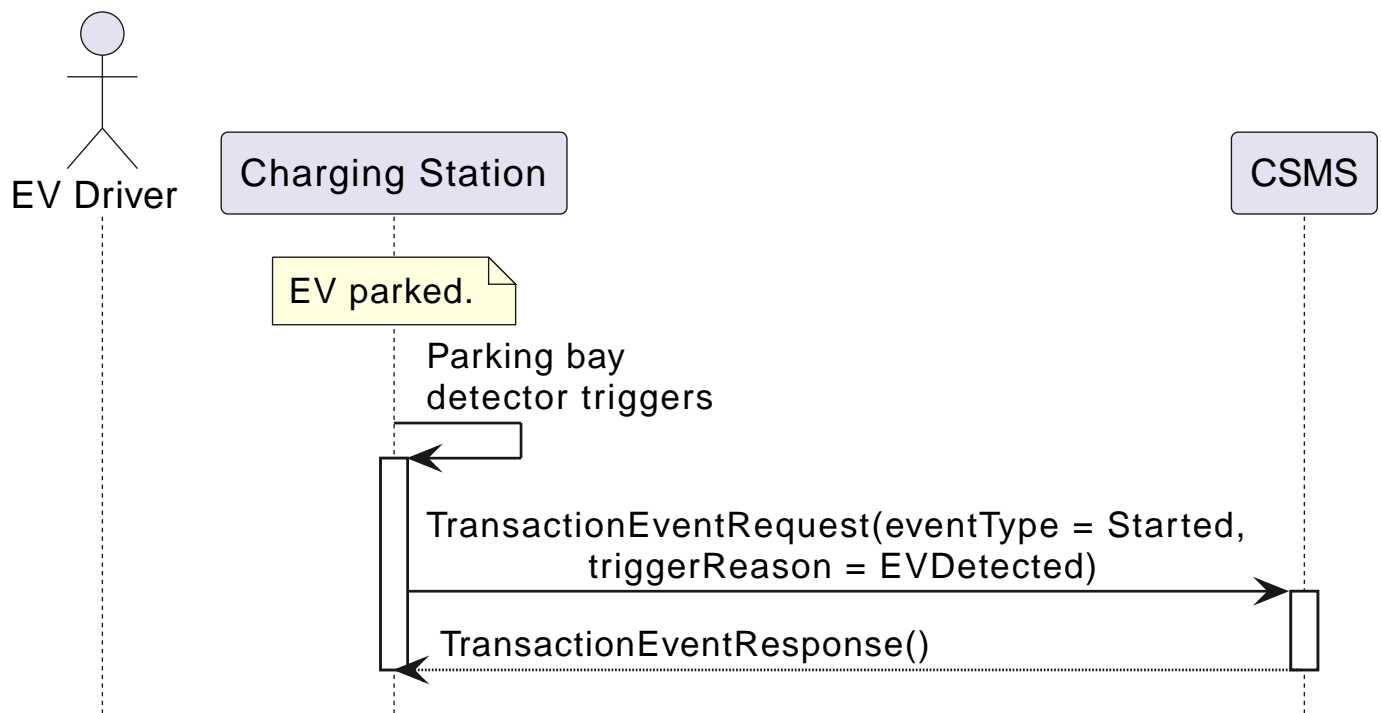 EV Driver
Charging Station
CSMS
EV parked.
Parking bay
detector triggers
TransactionEventRequest(eventType = Started,
triggerReason = EVDetected)
TransactionEventResponse()